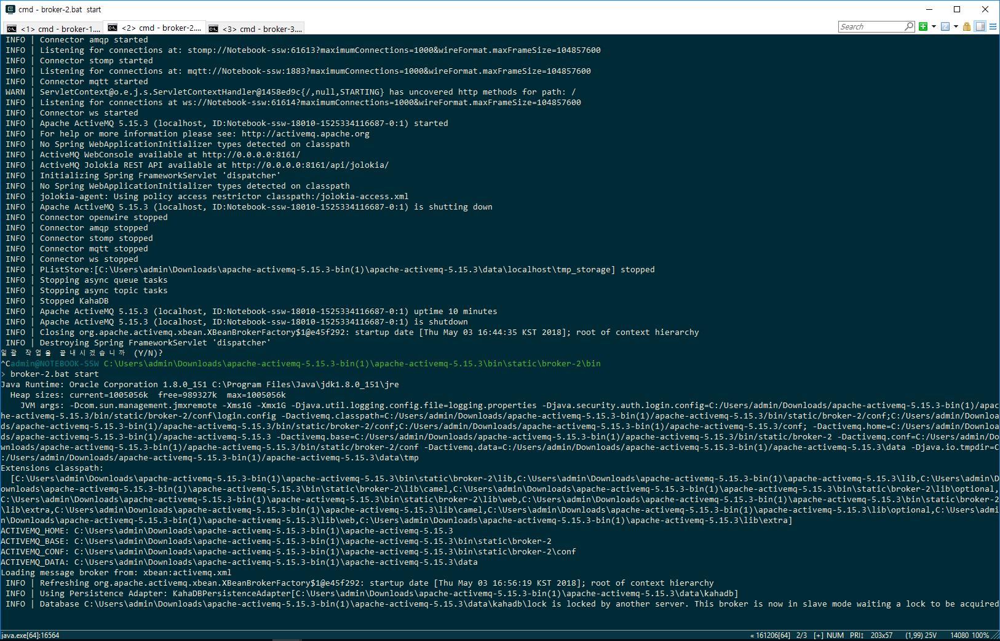 cmd - broker-2.bat  start
<1> cmd - broker-1....
<2> cmd - broker-2....
<3> cmd - broker-3....
Search
INFO | Connector amqp started
INFO | Listening for connections at: stomp://Notebook-ssw:61613?maximumConnections=1000&wireFormat.maxFrameSize=104857600
INFO | Connector stomp started
INFO | Listening for connections at: mqtt://Notebook-ssw:1883?maximumConnections=1000&wireFormat.maxFrameSize=104857600
INFO | Connector mqtt started
WARN | ServletContext@o.e.j.s.ServletContextHandler@1458ed9c{/,null,STARTING} has uncovered http methods for path: /
INFO | Listening for connections at ws://Notebook-ssw:61614?maximumConnections=1000&wireFormat.maxFrameSize=104857600
INFO | Connector ws started
INFO | Apache ActiveMQ 5.15.3 (localhost, ID:Notebook-ssw-18010-1525334116687-0:1) started
INFO | For help or more information please see: http://activemq.apache.org
INFO | No Spring WebApplicationInitializer types detected on classpath
INFO | ActiveMQ WebConsole available at http://0.0.0.0:8161/
INFO | ActiveMQ Jolokia REST API available at http://0.0.0.0:8161/api/jolokia/
INFO | Initializing Spring FrameworkServlet 'dispatcher'
INFO | No Spring WebApplicationInitializer types detected on classpath
INFO | jolokia-agent: Using policy access restrictor classpath:/jolokia-access.xml
INFO | Apache ActiveMQ 5.15.3 (localhost, ID:Notebook-ssw-18010-1525334116687-0:1) is shutting down
INFO | Connector openwire stopped
INFO | Connector amqp stopped
INFO | Connector stomp stopped
INFO | Connector mqtt stopped
INFO | Connector ws stopped
INFO | PListStore:[C:\Users\admin\Downloads\apache-activemq-5.15.3-bin(1)\apache-activemq-5.15.3\data\localhost\tmp_storage] stopped
INFO | Stopping async queue tasks
INFO | Stopping async topic tasks
INFO | Stopped KahaDB
INFO | Apache ActiveMQ 5.15.3 (localhost, ID:Notebook-ssw-18010-1525334116687-0:1) uptime 10 minutes
INFO | Apache ActiveMQ 5.15.3 (localhost, ID:Notebook-ssw-18010-1525334116687-0:1) is shutdown
INFO | Closing org.apache.activemq.xbean.XBeanBrokerFactory$1@e45f292: startup date [Thu May 03 16:44:35 KST 2018]; root of context hierarchy
INFO | Destroying Spring FrameworkServlet 'dispatcher'
일괄 작업을 끝내시겠습니까 (Y/N)?
^Cadmin@NOTEBOOK-SSW C:\Users\admin\Downloads\apache-activemq-5.15.3-bin(1)\apache-activemq-5.15.3\bin\static\broker-2\bin
> broker-2.bat start
Java Runtime: Oracle Corporation 1.8.0_151 C:\Program Files\Java\jdk1.8.0_151\jre
Heap sizes: current=1005056k  free=989327k  max=1005056k
JVM args: -Dcom.sun.management.jmxremote -Xms1G -Xmx1G -Djava.util.logging.config.file=logging.properties -Djava.security.auth.login.config=C:/Users/admin/Downloads/apache-activemq-5.15.3-bin(1)/apac
he-activemq-5.15.3/bin/static/broker-2/conf\login.config -Dactivemq.classpath=C:/Users/admin/Downloads/apache-activemq-5.15.3-bin(1)/apache-activemq-5.15.3/bin/static/broker-2/conf;C:/Users/admin/Downloa
ds/apache-activemq-5.15.3-bin(1)/apache-activemq-5.15.3/bin/static/broker-2/conf;C:/Users/admin/Downloads/apache-activemq-5.15.3-bin(1)/apache-activemq-5.15.3/conf; -Dactivemq.home=C:/Users/admin/Downloa
ds/apache-activemq-5.15.3-bin(1)/apache-activemq-5.15.3 -Dactivemq.base=C:/Users/admin/Downloads/apache-activemq-5.15.3-bin(1)/apache-activemq-5.15.3/bin/static/broker-2 -Dactivemq.conf=C:/Users/admin/Do
wnloads/apache-activemq-5.15.3-bin(1)/apache-activemq-5.15.3/bin/static/broker-2/conf -Dactivemq.data=C:/Users/admin/Downloads/apache-activemq-5.15.3-bin(1)/apache-activemq-5.15.3\data -Djava.io.tmpdir=C
:/Users/admin/Downloads/apache-activemq-5.15.3-bin(1)/apache-activemq-5.15.3\data\tmp
Extensions classpath:
[C:\Users\admin\Downloads\apache-activemq-5.15.3-bin(1)\apache-activemq-5.15.3\bin\static\broker-2\lib,C:\Users\admin\Downloads\apache-activemq-5.15.3-bin(1)\apache-activemq-5.15.3\lib,C:\Users\admin\D
ownloads\apache-activemq-5.15.3-bin(1)\apache-activemq-5.15.3\bin\static\broker-2\lib\camel,C:\Users\admin\Downloads\apache-activemq-5.15.3-bin(1)\apache-activemq-5.15.3\bin\static\broker-2\lib\optional,
C:\Users\admin\Downloads\apache-activemq-5.15.3-bin(1)\apache-activemq-5.15.3\bin\static\broker-2\lib\web,C:\Users\admin\Downloads\apache-activemq-5.15.3-bin(1)\apache-activemq-5.15.3\bin\static\broker-2
\lib\extra,C:\Users\admin\Downloads\apache-activemq-5.15.3-bin(1)\apache-activemq-5.15.3\lib\camel,C:\Users\admin\Downloads\apache-activemq-5.15.3-bin(1)\apache-activemq-5.15.3\lib\optional,C:\Users\admi
n\Downloads\apache-activemq-5.15.3-bin(1)\apache-activemq-5.15.3\lib\web,C:\Users\admin\Downloads\apache-activemq-5.15.3-bin(1)\apache-activemq-5.15.3\lib\extra]
ACTIVEMQ_HOME: C:\Users\admin\Downloads\apache-activemq-5.15.3-bin(1)\apache-activemq-5.15.3
ACTIVEMQ_BASE: C:\Users\admin\Downloads\apache-activemq-5.15.3-bin(1)\apache-activemq-5.15.3\bin\static\broker-2
ACTIVEMQ_CONF: C:\Users\admin\Downloads\apache-activemq-5.15.3-bin(1)\apache-activemq-5.15.3\bin\static\broker-2\conf
ACTIVEMQ_DATA: C:\Users\admin\Downloads\apache-activemq-5.15.3-bin(1)\apache-activemq-5.15.3\data
Loading message broker from: xbean:activemq.xml
INFO | Refreshing org.apache.activemq.xbean.XBeanBrokerFactory$1@e45f292: startup date [Thu May 03 16:56:19 KST 2018]; root of context hierarchy
INFO | Using Persistence Adapter: KahaDBPersistenceAdapter[C:\Users\admin\Downloads\apache-activemq-5.15.3-bin(1)\apache-activemq-5.15.3\data\kahadb]
INFO | Database C:\Users\admin\Downloads\apache-activemq-5.15.3-bin(1)\apache-activemq-5.15.3\data\kahadb\lock is locked by another server. This broker is now in slave mode waiting a lock to be acquired
java.exe[64]:16564
« 161206[64]  2/3  [+] NUM  PRI↕  203x57  (1,99) 25V  14080 100%